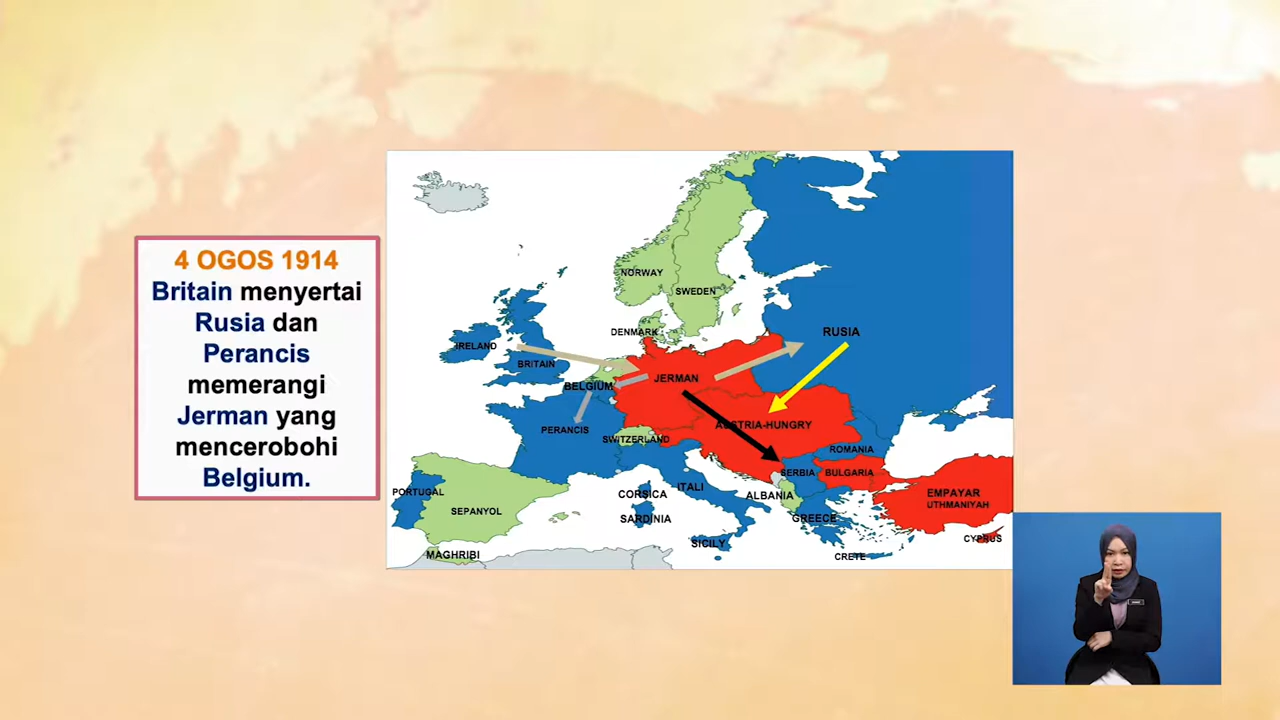 4 OGOS 1914
Britain menyertai
Rusia dan
Perancis
memerangi
Jerman yang
mencerobohi
Belgium.
NORWAY
SWEDEN
DENMARK
RUSIA
IRELAND
BRITAIN
JERMAN
BELGIUM
AUSTRIA-HUNGRY
PERANCIS
SWITZERLAND
ROMANIA
SERBIA
BULGARIA
PORTUGAL
CORSICA
ITALI
ALBANIA
EMPAYAR
UTHMANIYAH
SEPANYOL
SARDINIA
GREECE
SICILY
CYPRUS
MAGHRIBI
CRETE